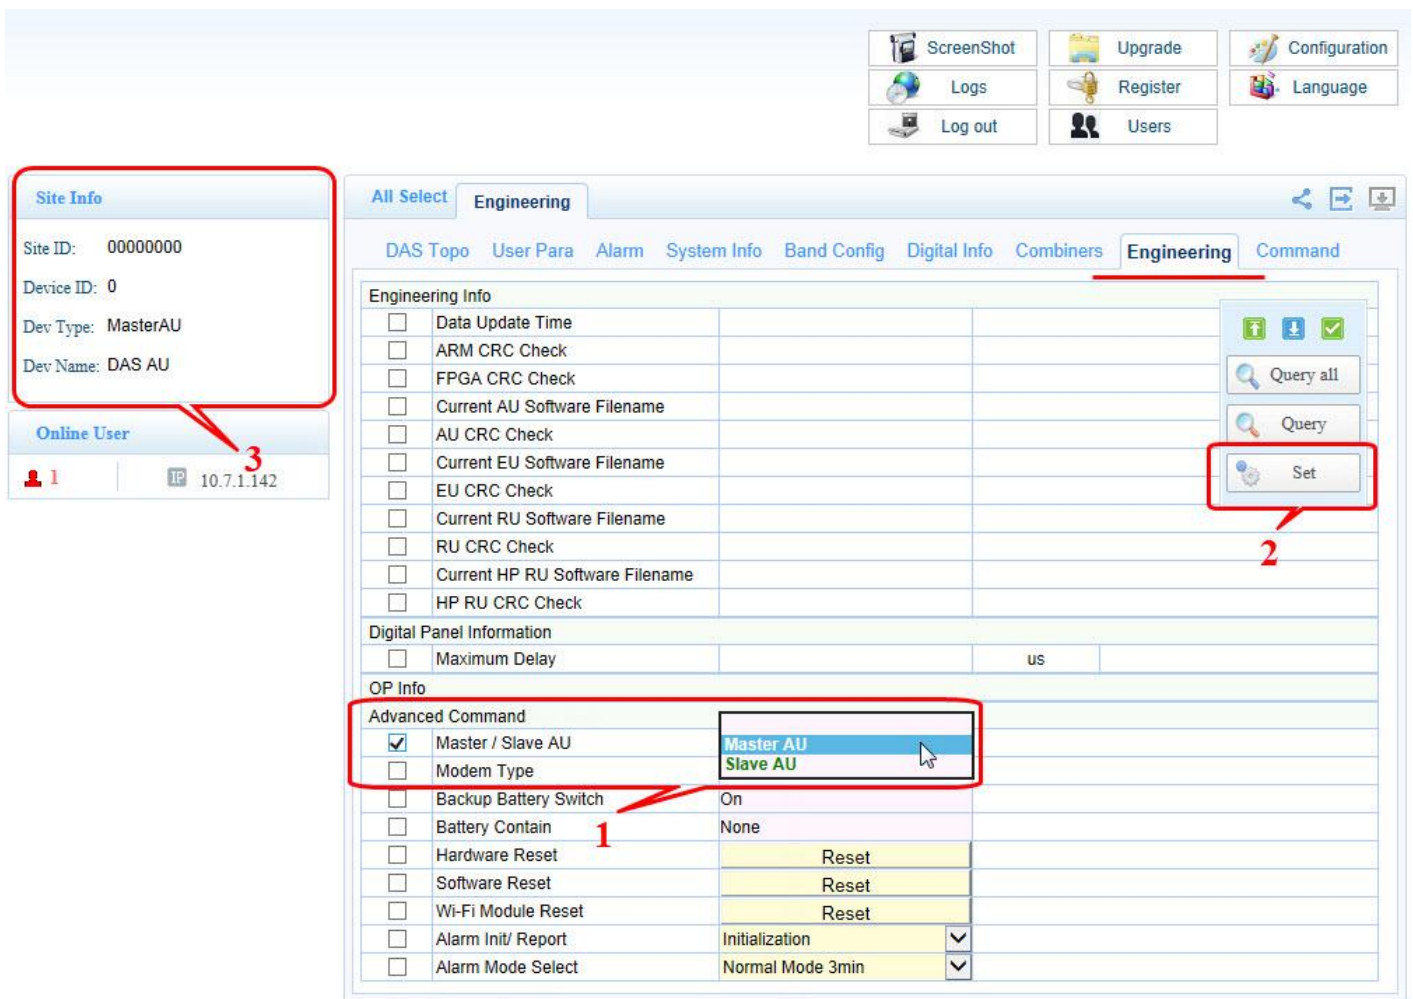 ScreenShot Upgrade Configuration
Logs Register Language
Log out Users
Site Info
Site ID: 00000000
Device ID: 0
Dev Type: MasterAU
Dev Name: DAS AU
3
Online User
1 IP 10.7.1.142
All Select Engineering
DAS Topo User Para Alarm System Info Band Config Digital Info Combiners Engineering Command
Engineering Info
Data Update Time
ARM CRC Check
FPGA CRC Check
Current AU Software Filename
AU CRC Check
Current EU Software Filename
EU CRC Check
Current RU Software Filename
RU CRC Check
Current HP RU Software Filename
HP RU CRC Check
Query all
Query
Set
2
Digital Panel Information
Maximum Delay us
OP Info
Advanced Command
Master / Slave AU Master AU
Slave AU
Modem Type
Backup Battery Switch On
1
Battery Contain None
Hardware Reset Reset
Software Reset Reset
Wi-Fi Module Reset Reset
Alarm Init/ Report Initialization
Alarm Mode Select Normal Mode 3min